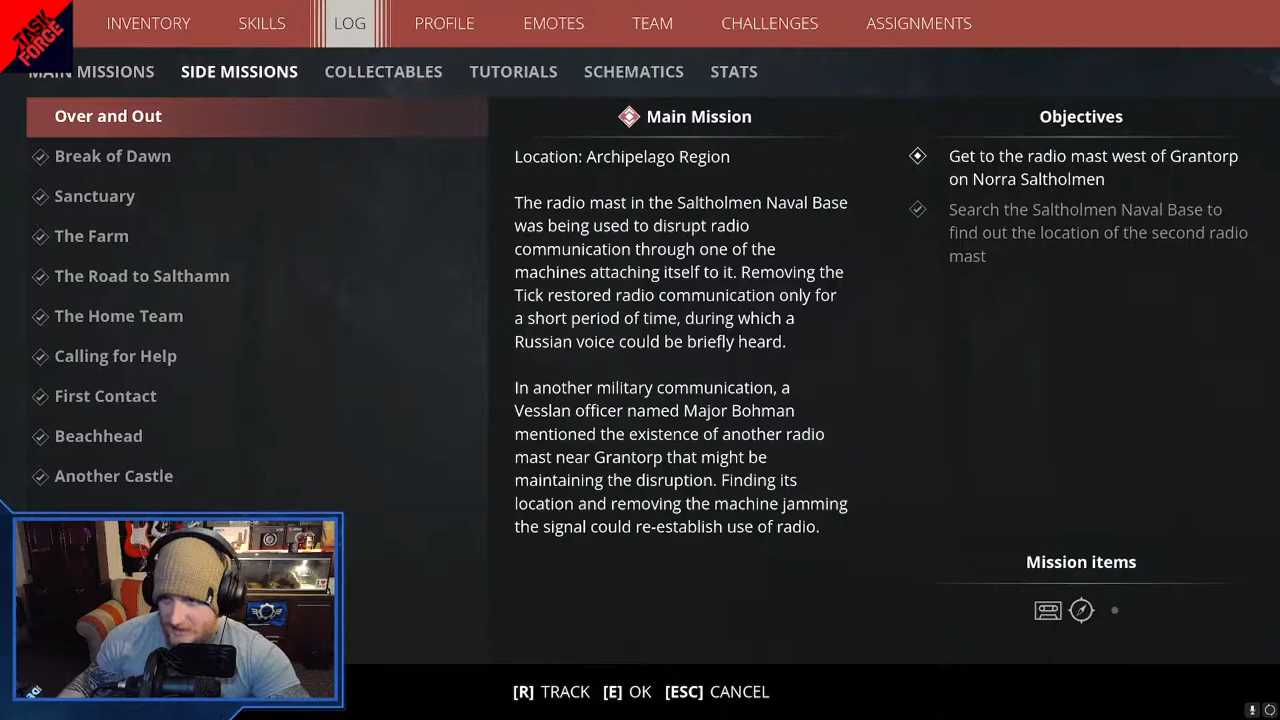 TASK
FORCE
INVENTORY
SKILLS
LOG
PROFILE
EMOTES
TEAM
CHALLENGES
ASSIGNMENTS
MAIN MISSIONS
SIDE MISSIONS
COLLECTABLES
TUTORIALS
SCHEMATICS
STATS
Over and Out
Break of Dawn
Sanctuary
The Farm
The Road to Salthamn
The Home Team
Calling for Help
First Contact
Beachhead
Another Castle
Main Mission
Location: Archipelago Region
The radio mast in the Saltholmen Naval Base
was being used to disrupt radio
communication through one of the
machines attaching itself to it. Removing the
Tick restored radio communication only for
a short period of time, during which a
Russian voice could be briefly heard.
In another military communication, a
Vesslan officer named Major Bohman
mentioned the existence of another radio
mast near Grantorp that might be
maintaining the disruption. Finding its
location and removing the machine jamming
the signal could re-establish use of radio.
Objectives
Get to the radio mast west of Grantorp
on Norra Saltholmen
Search the Saltholmen Naval Base to
find out the location of the second radio
mast
Mission items
[R] TRACK [E] OK [ESC] CANCEL